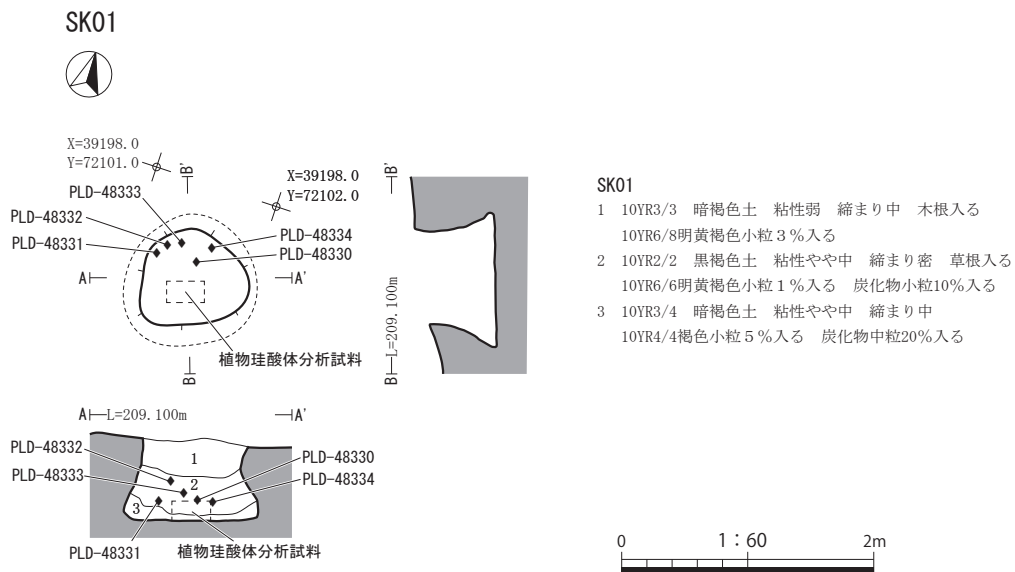 SK01
X=39198.0
Y=72101.0
B'
X=39198.0
Y=72102.0
PLD-48333
PLD-48332
PLD-48331
PLD-48334
PLD-48330
A
A'
植物珪酸体分析試料
B
B'
B
L=209.100m
A
L=209.100m
A'
PLD-48332
PLD-48333
PLD-48330
PLD-48334
1
2
3
PLD-48331
植物珪酸体分析試料
SK01
1 10YR3/3 暗褐色土 粘性弱 締まり中 木根入る
10YR6/8明黄褐色小粒3%入る
2 10YR2/2 黒褐色土 粘性やや中 締まり密 草根入る
10YR6/6明黄褐色小粒1%入る 炭化物小粒10%入る
3 10YR3/4 暗褐色土 粘性やや中 締まり中
10YR4/4褐色小粒5%入る 炭化物中粒20%入る
0 1:60 2m